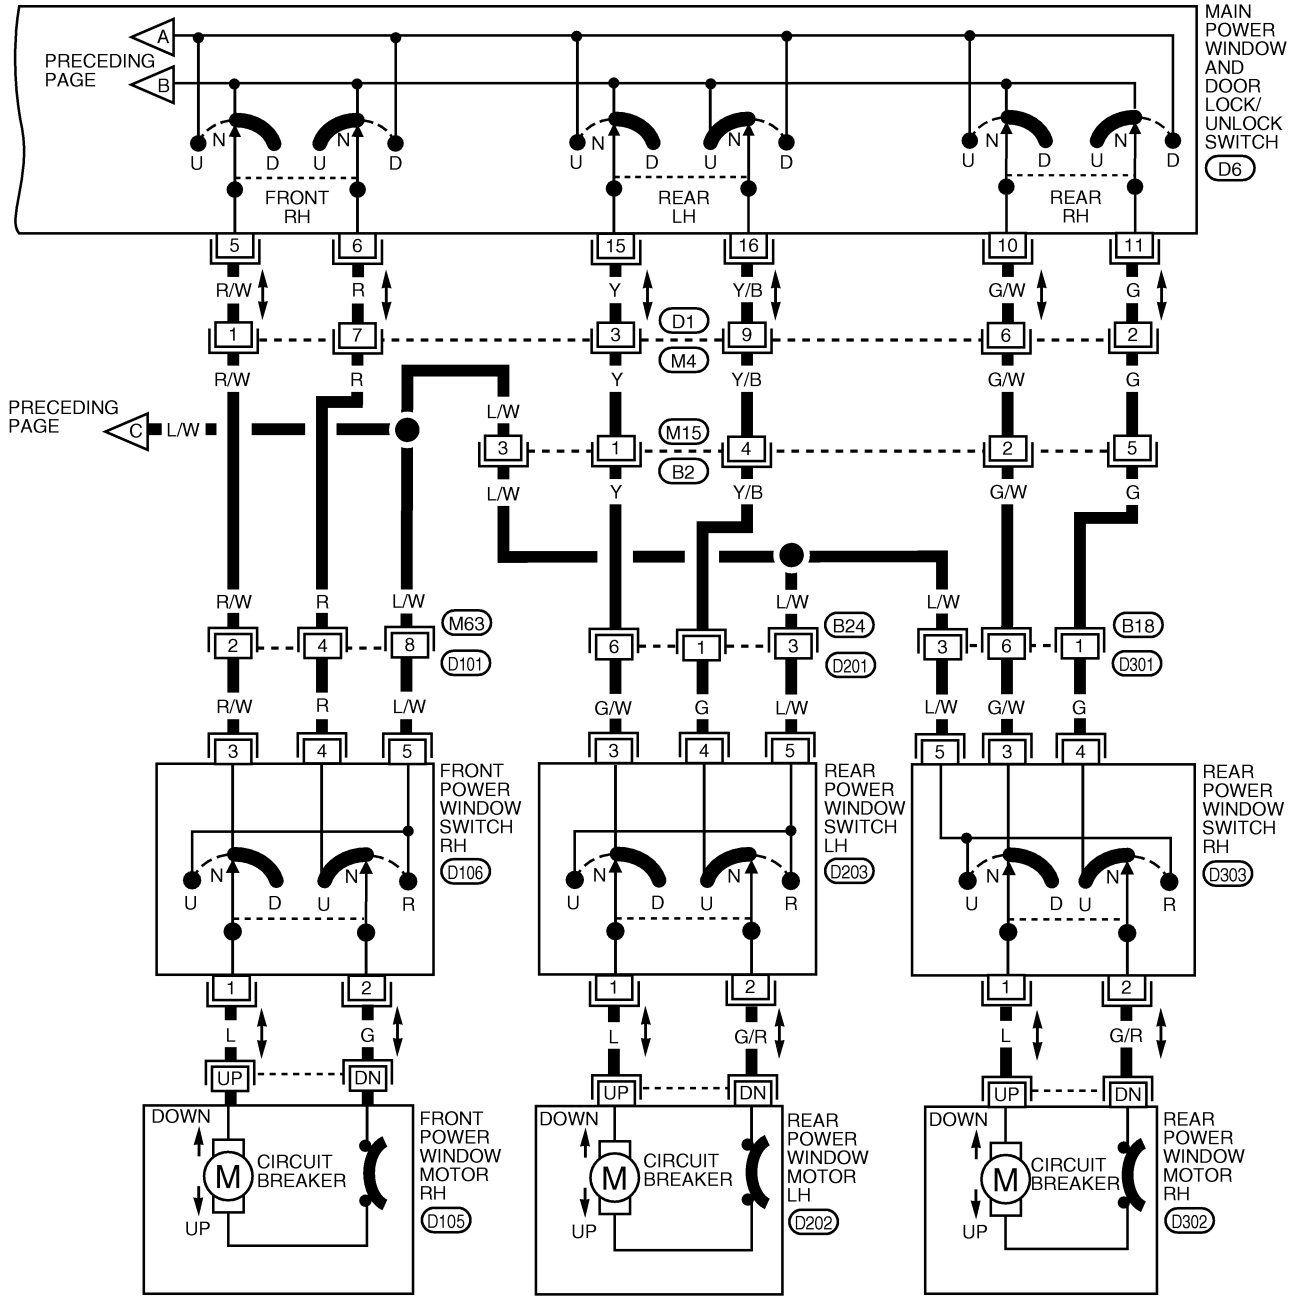 MAIN
POWER
WINDOW
AND
DOOR
LOCK/
UNLOCK
SWITCH
D6
A
PRECEDING
PAGE
B
N N N N N N
U D U D U D U D U D U D
FRONT
RH
REAR
LH
REAR
RH
5 6 15 16 10 11
R/W R Y Y/B G/W G
D1
1 7 3 9 6 2
M4
R/W R Y Y/B G/W G
PRECEDING
PAGE
C L/W
L/W
M15
3 1 4 2 5
B2
L/W Y Y/B G/W G
R/W R L/W L/W L/W
M63 B24 B18
2 4 8 6 1 3 3 6 1
D101 D201 D301
R/W R L/W G/W G L/W L/W G/W G
3 4 5 3 4 5 5 3 4
FRONT
POWER
WINDOW
SWITCH
RH
D106
REAR
POWER
WINDOW
SWITCH
LH
D203
REAR
POWER
WINDOW
SWITCH
RH
D303
N N N N N N
U D U R U D U R U D U R
1 2 1 2 1 2
L G L G/R L G/R
UP DN UP DN UP DN
DOWN
M
CIRCUIT
BREAKER
UP
FRONT
POWER
WINDOW
MOTOR
RH
D105
DOWN
M
CIRCUIT
BREAKER
UP
REAR
POWER
WINDOW
MOTOR
LH
D202
DOWN
M
CIRCUIT
BREAKER
UP
REAR
POWER
WINDOW
MOTOR
RH
D302